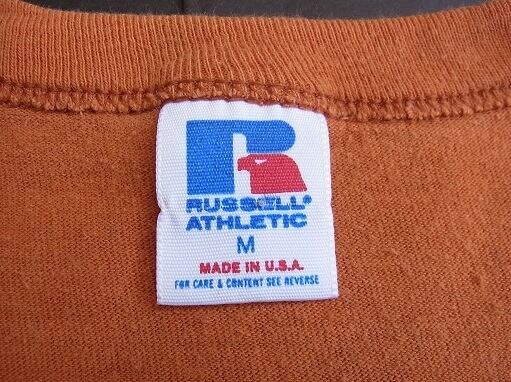 R
RUSSELL®
ATHLETIC
M
MADE IN U.S.A.
FOR CARE & CONTENT SEE REVERSE